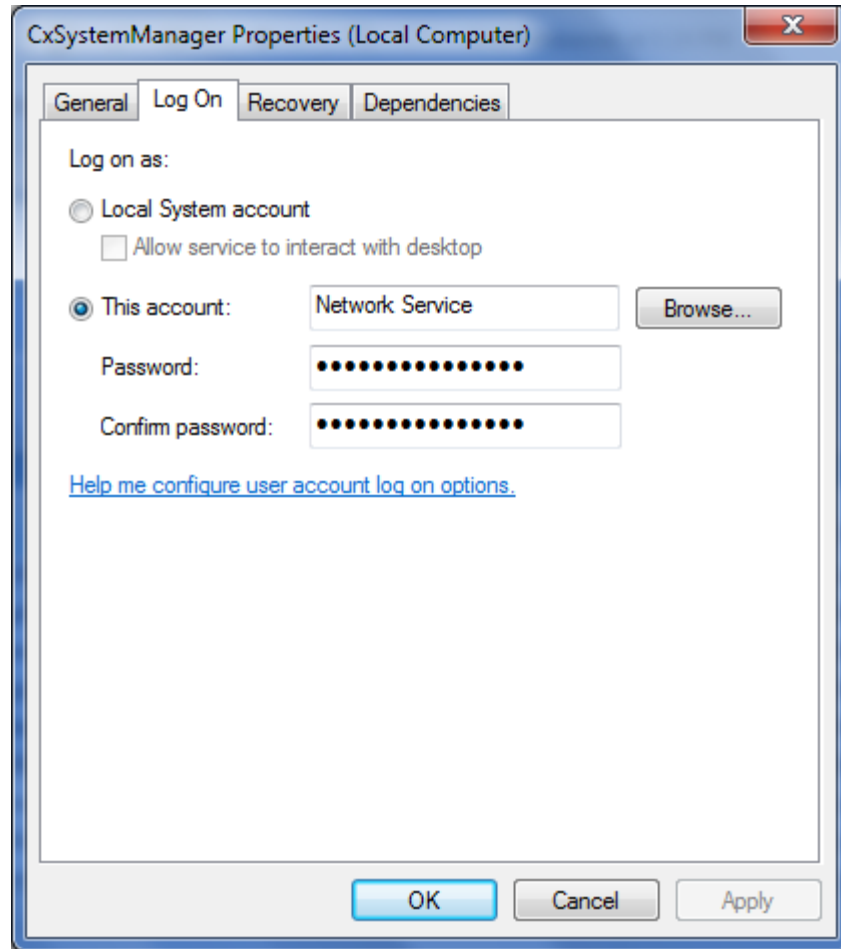 CxSystemManager Properties (Local Computer)
General Log On Recovery Dependencies
Log on as:
Local System account
Allow service to interact with desktop
This account: Network Service Browse...
Password: •••••••••••••••
Confirm password: •••••••••••••••
Help me configure user account log on options.
OK Cancel Apply